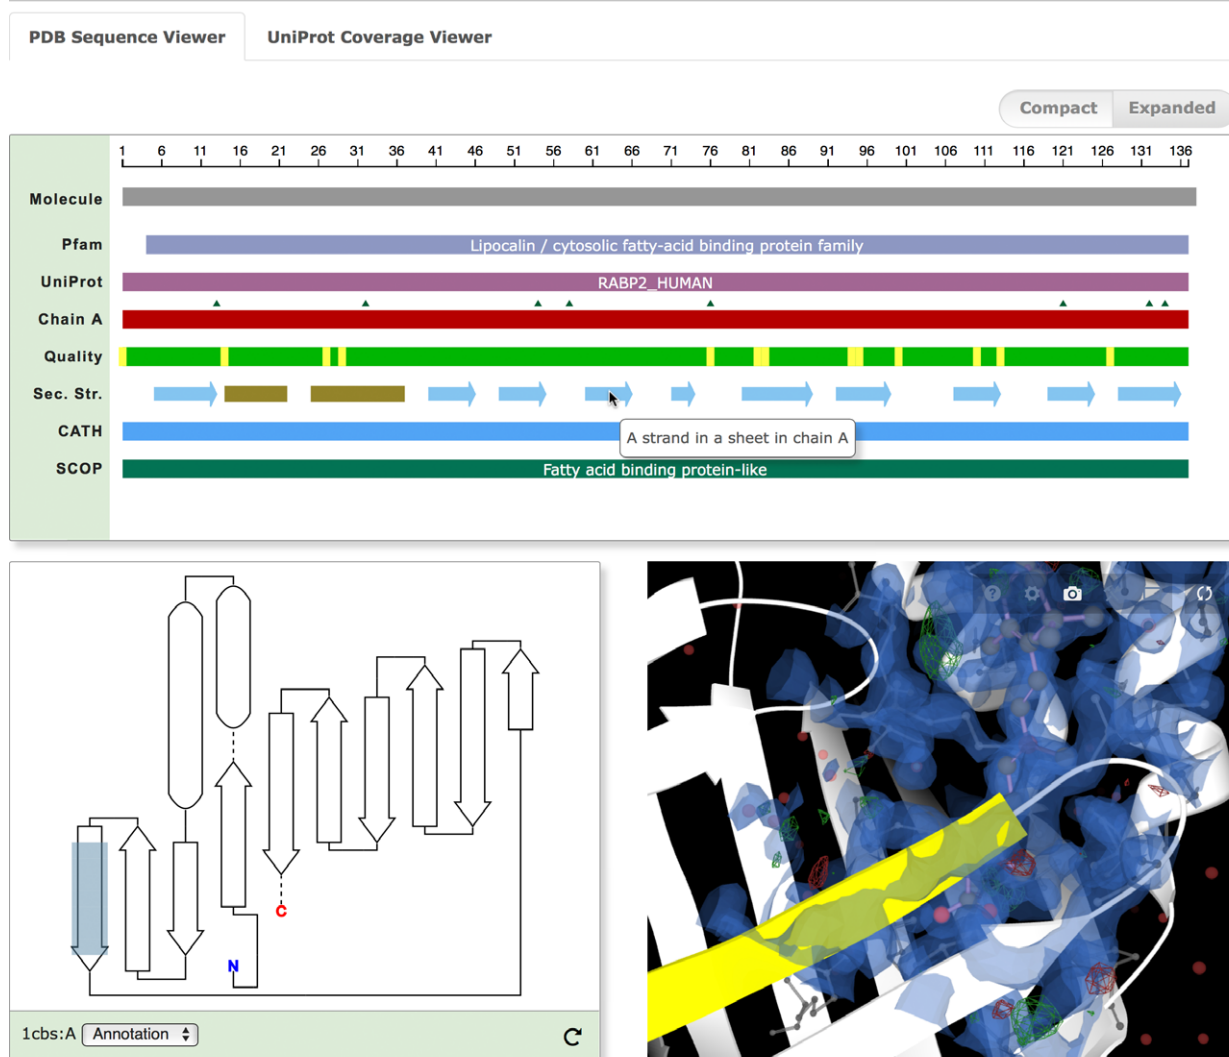 PDB Sequence Viewer UniProt Coverage Viewer
Compact Expanded
1 6 11 16 21 26 31 36 41 46 51 56 61 66 71 76 81 86 91 96 101 106 111 116 121 126 131 136
Molecule
Pfam Lipocalin / cytosolic fatty-acid binding protein family
UniProt RABP2_HUMAN
Chain A
Quality
Sec. Str.
CATH A strand in a sheet in chain A
SCOP Fatty acid binding protein-like
?
C
N
1cbs:A Annotation